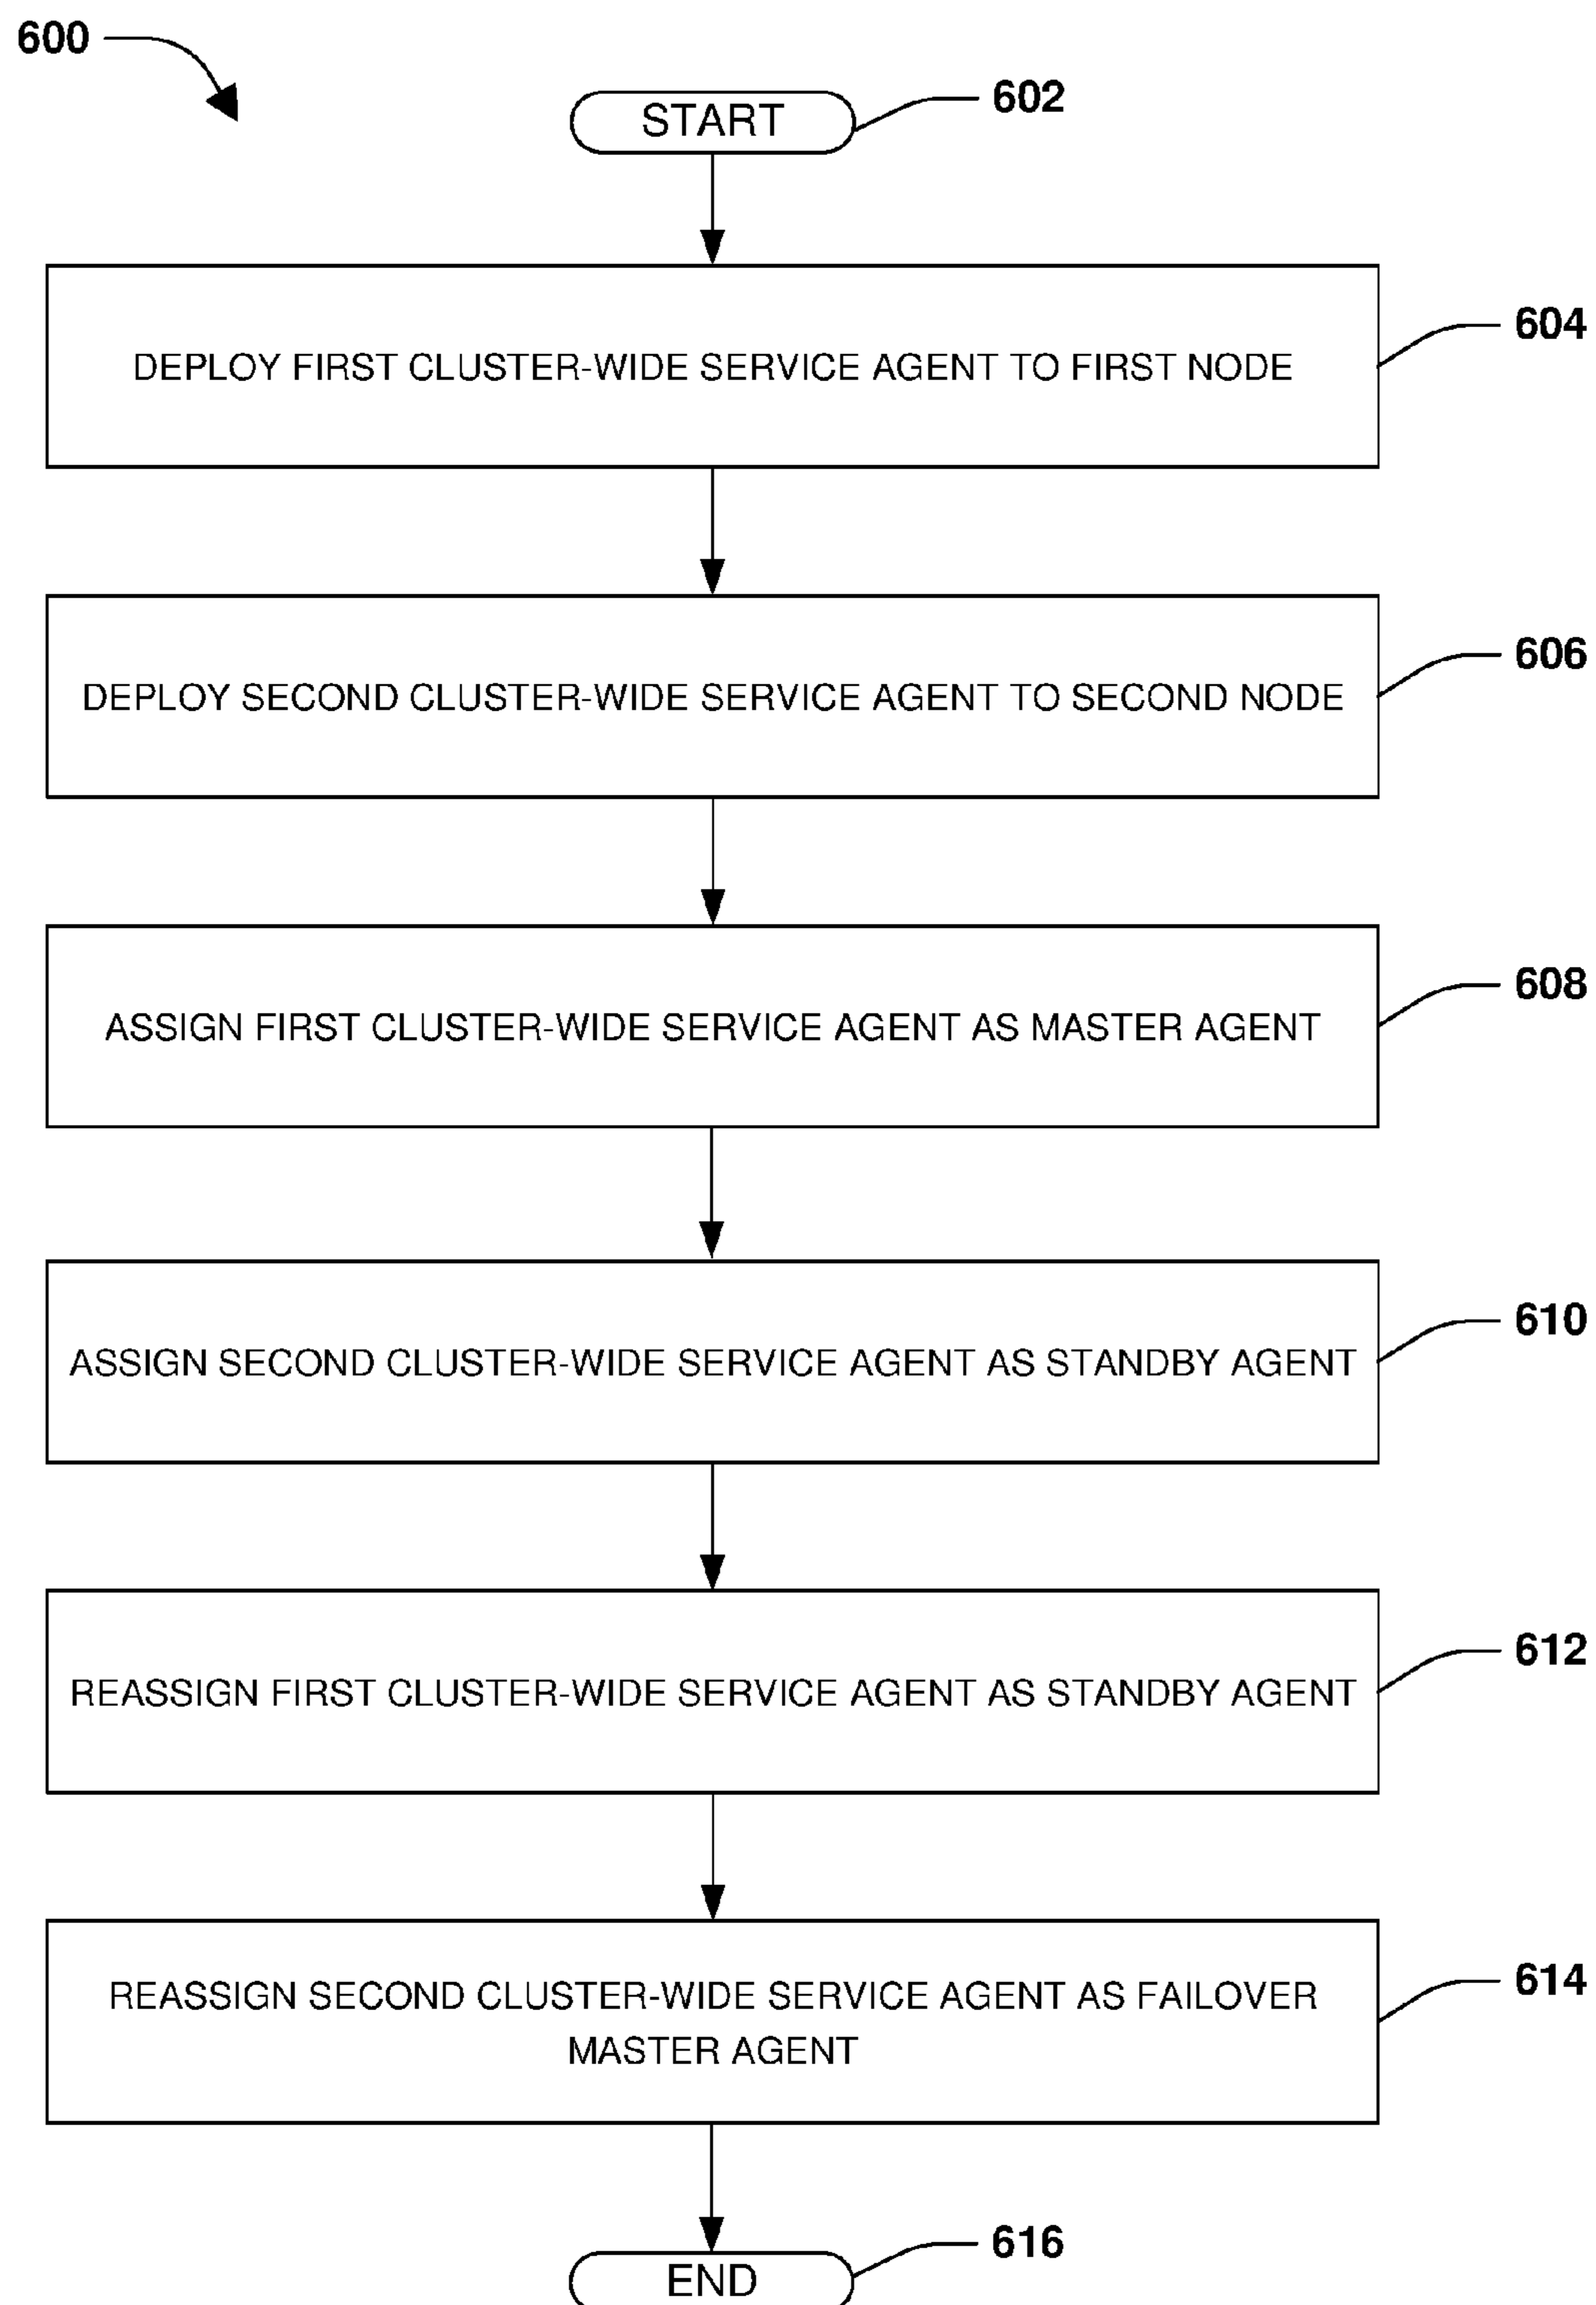 600
START
602
DEPLOY FIRST CLUSTER-WIDE SERVICE AGENT TO FIRST NODE
604
DEPLOY SECOND CLUSTER-WIDE SERVICE AGENT TO SECOND NODE
606
ASSIGN FIRST CLUSTER-WIDE SERVICE AGENT AS MASTER AGENT
608
ASSIGN SECOND CLUSTER-WIDE SERVICE AGENT AS STANDBY AGENT
610
REASSIGN FIRST CLUSTER-WIDE SERVICE AGENT AS STANDBY AGENT
612
REASSIGN SECOND CLUSTER-WIDE SERVICE AGENT AS FAILOVER
MASTER AGENT
614
END
616